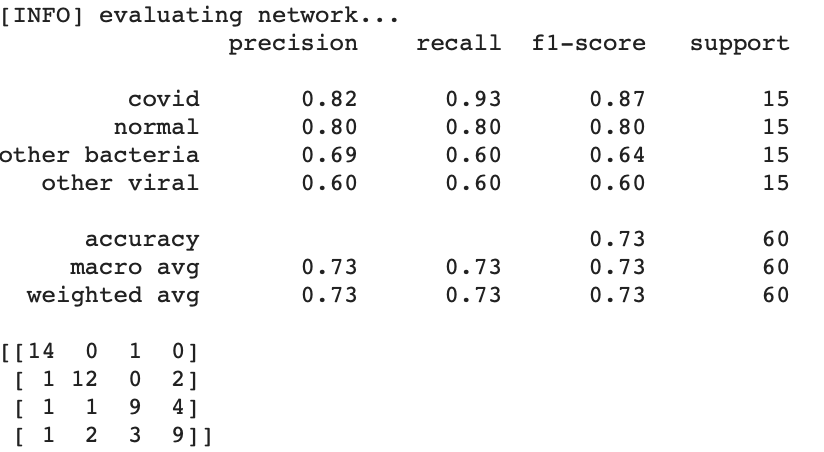 [INFO] evaluating network...
precision recall f1-score support
covid 0.82 0.93 0.87 15
normal 0.80 0.80 0.80 15
other bacteria 0.69 0.60 0.64 15
other viral 0.60 0.60 0.60 15
accuracy 0.73 60
macro avg 0.73 0.73 0.73 60
weighted avg 0.73 0.73 0.73 60
[[14 0 1 0]
[ 1 12 0 2]
[ 1 1 9 4]
[ 1 2 3 9]]